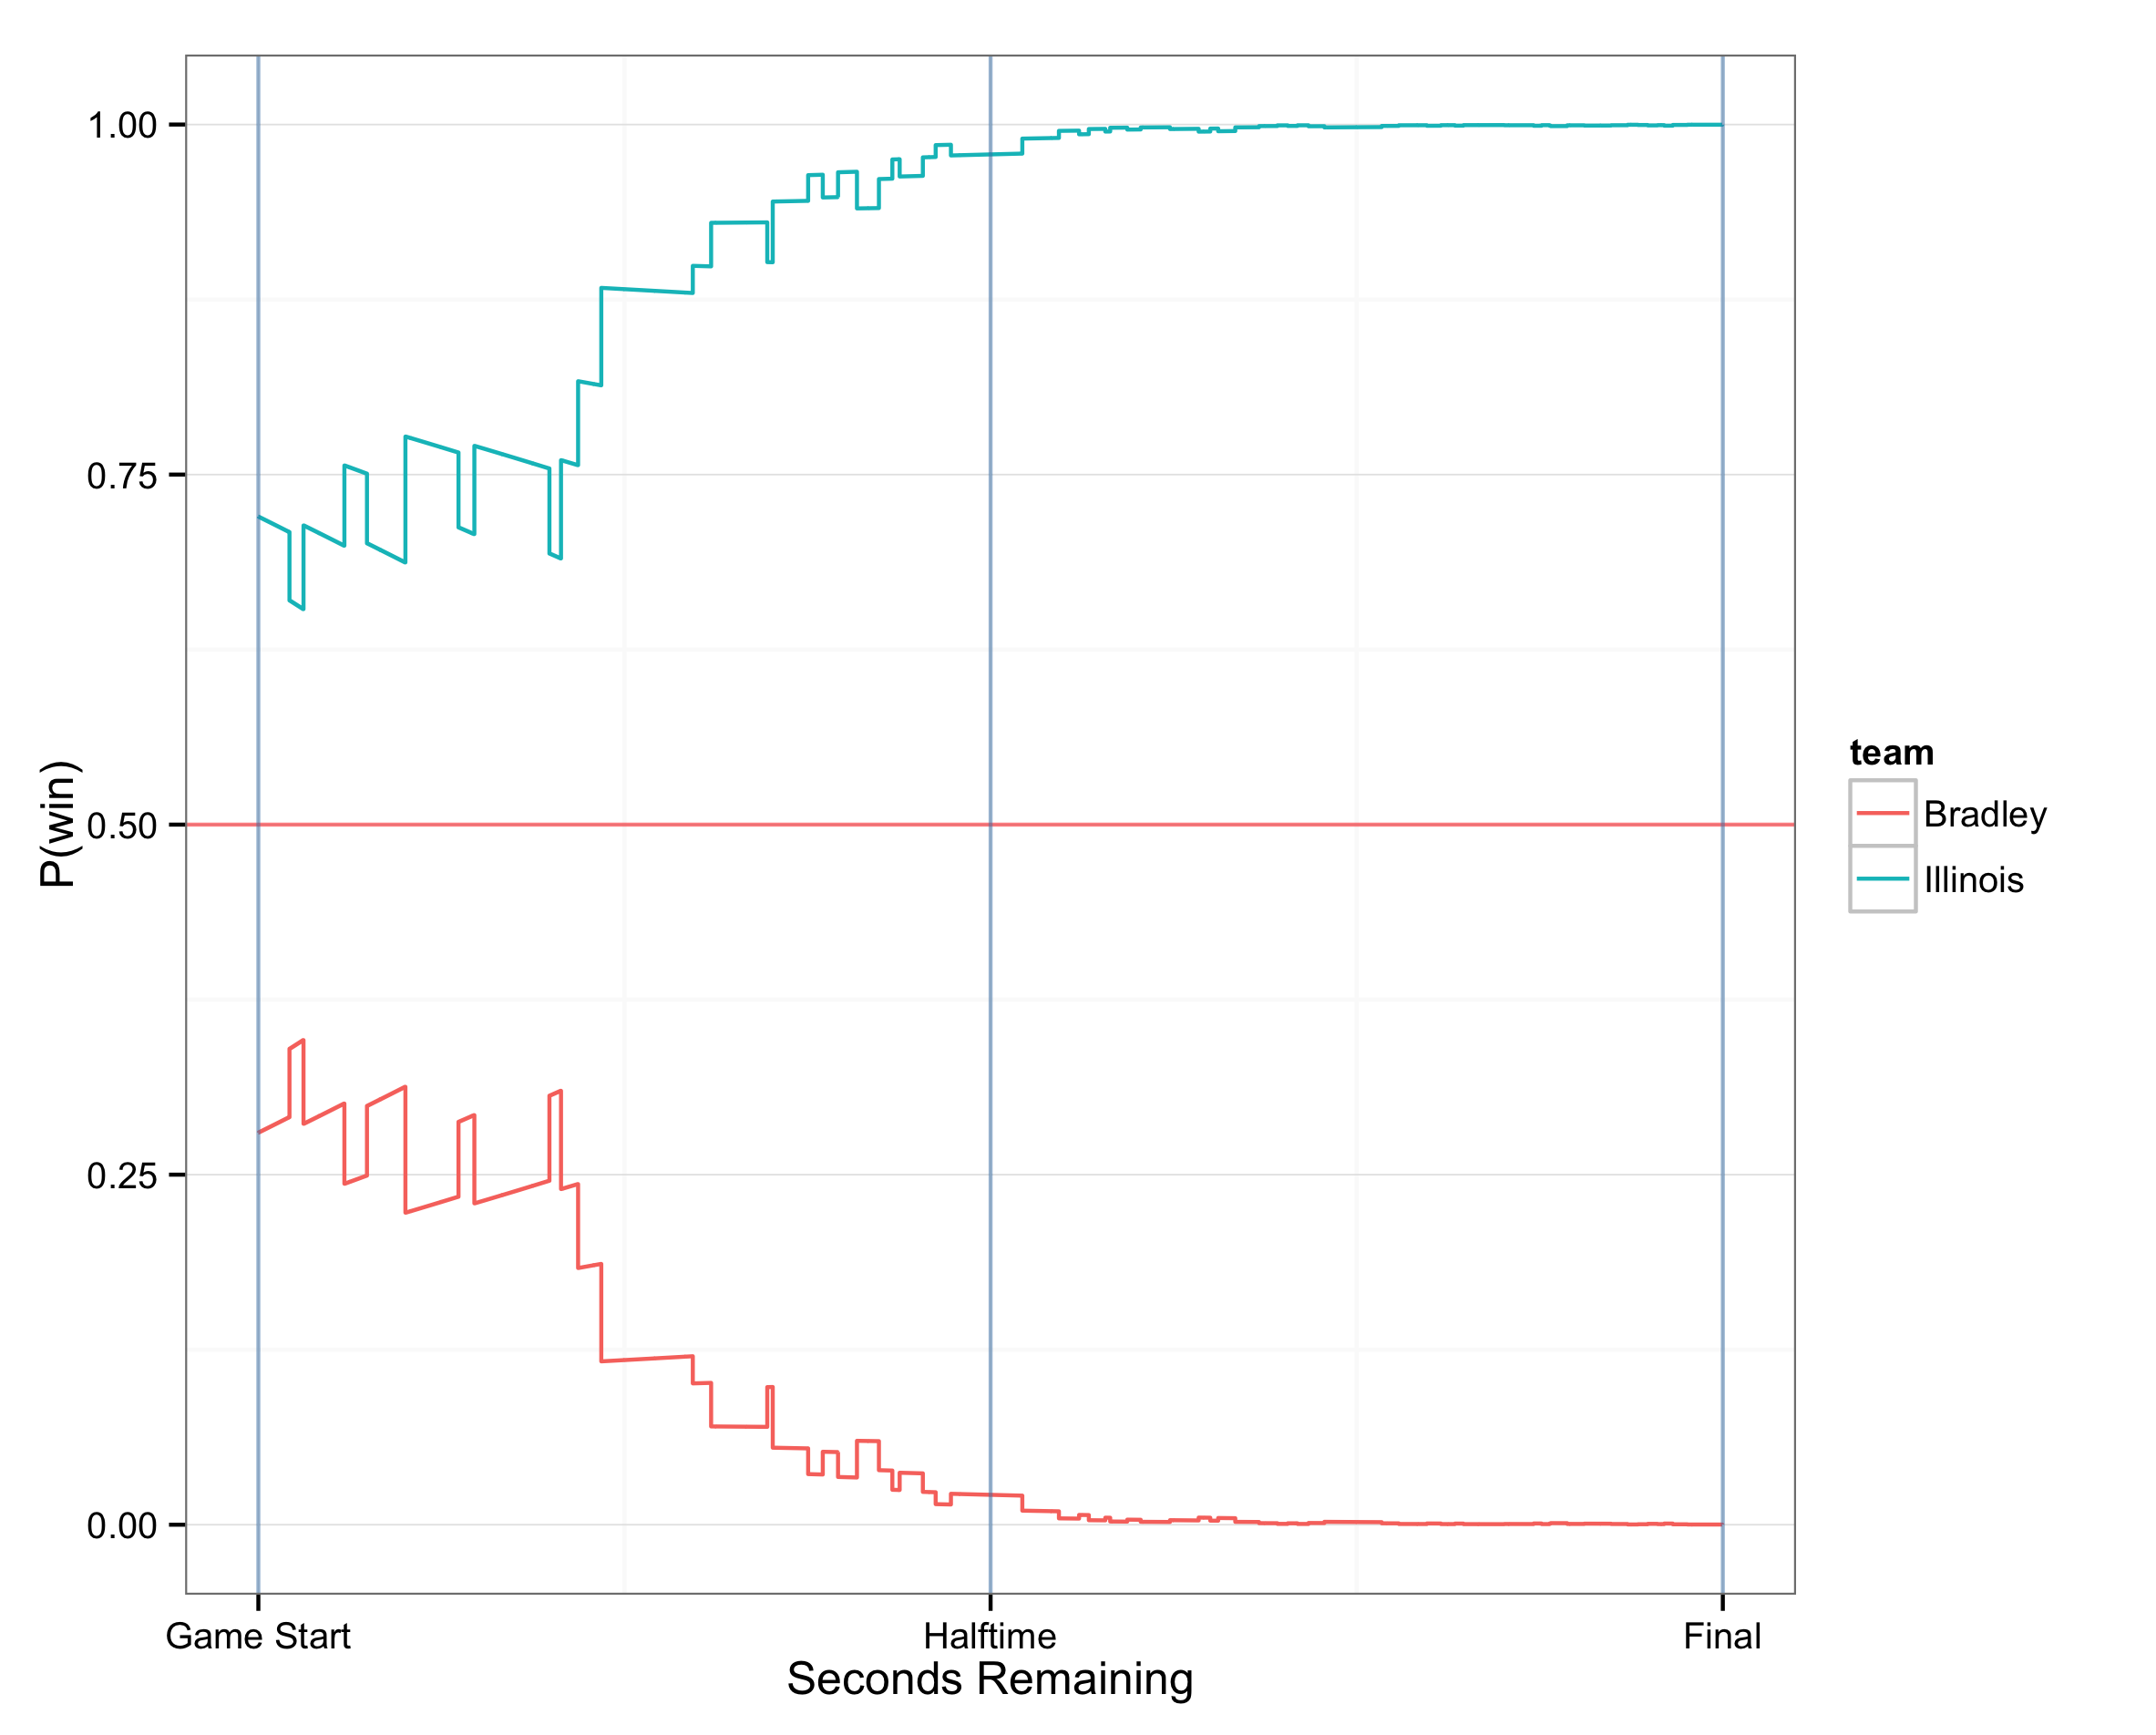 P(win)
1.00
0.75
0.50
0.25
0.00
Game Start
Halftime
Final
Seconds Remaining
team
Bradley
Illinois